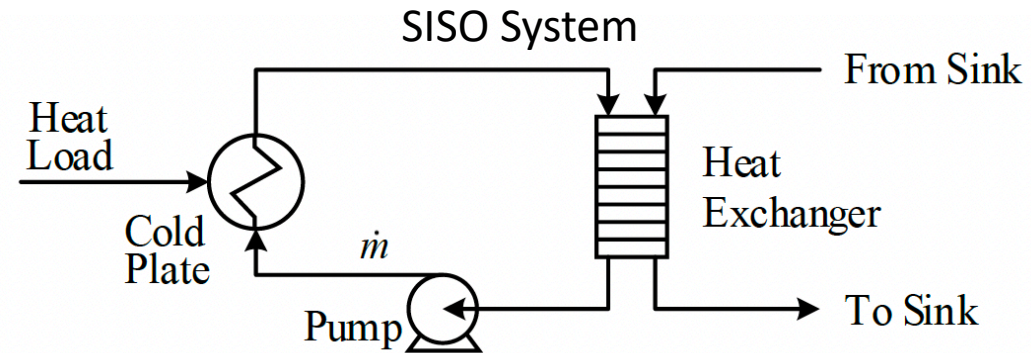 SISO System
From Sink
Heat
Load
Heat
Exchanger
Cold
Plate
ṁ
Pump
To Sink